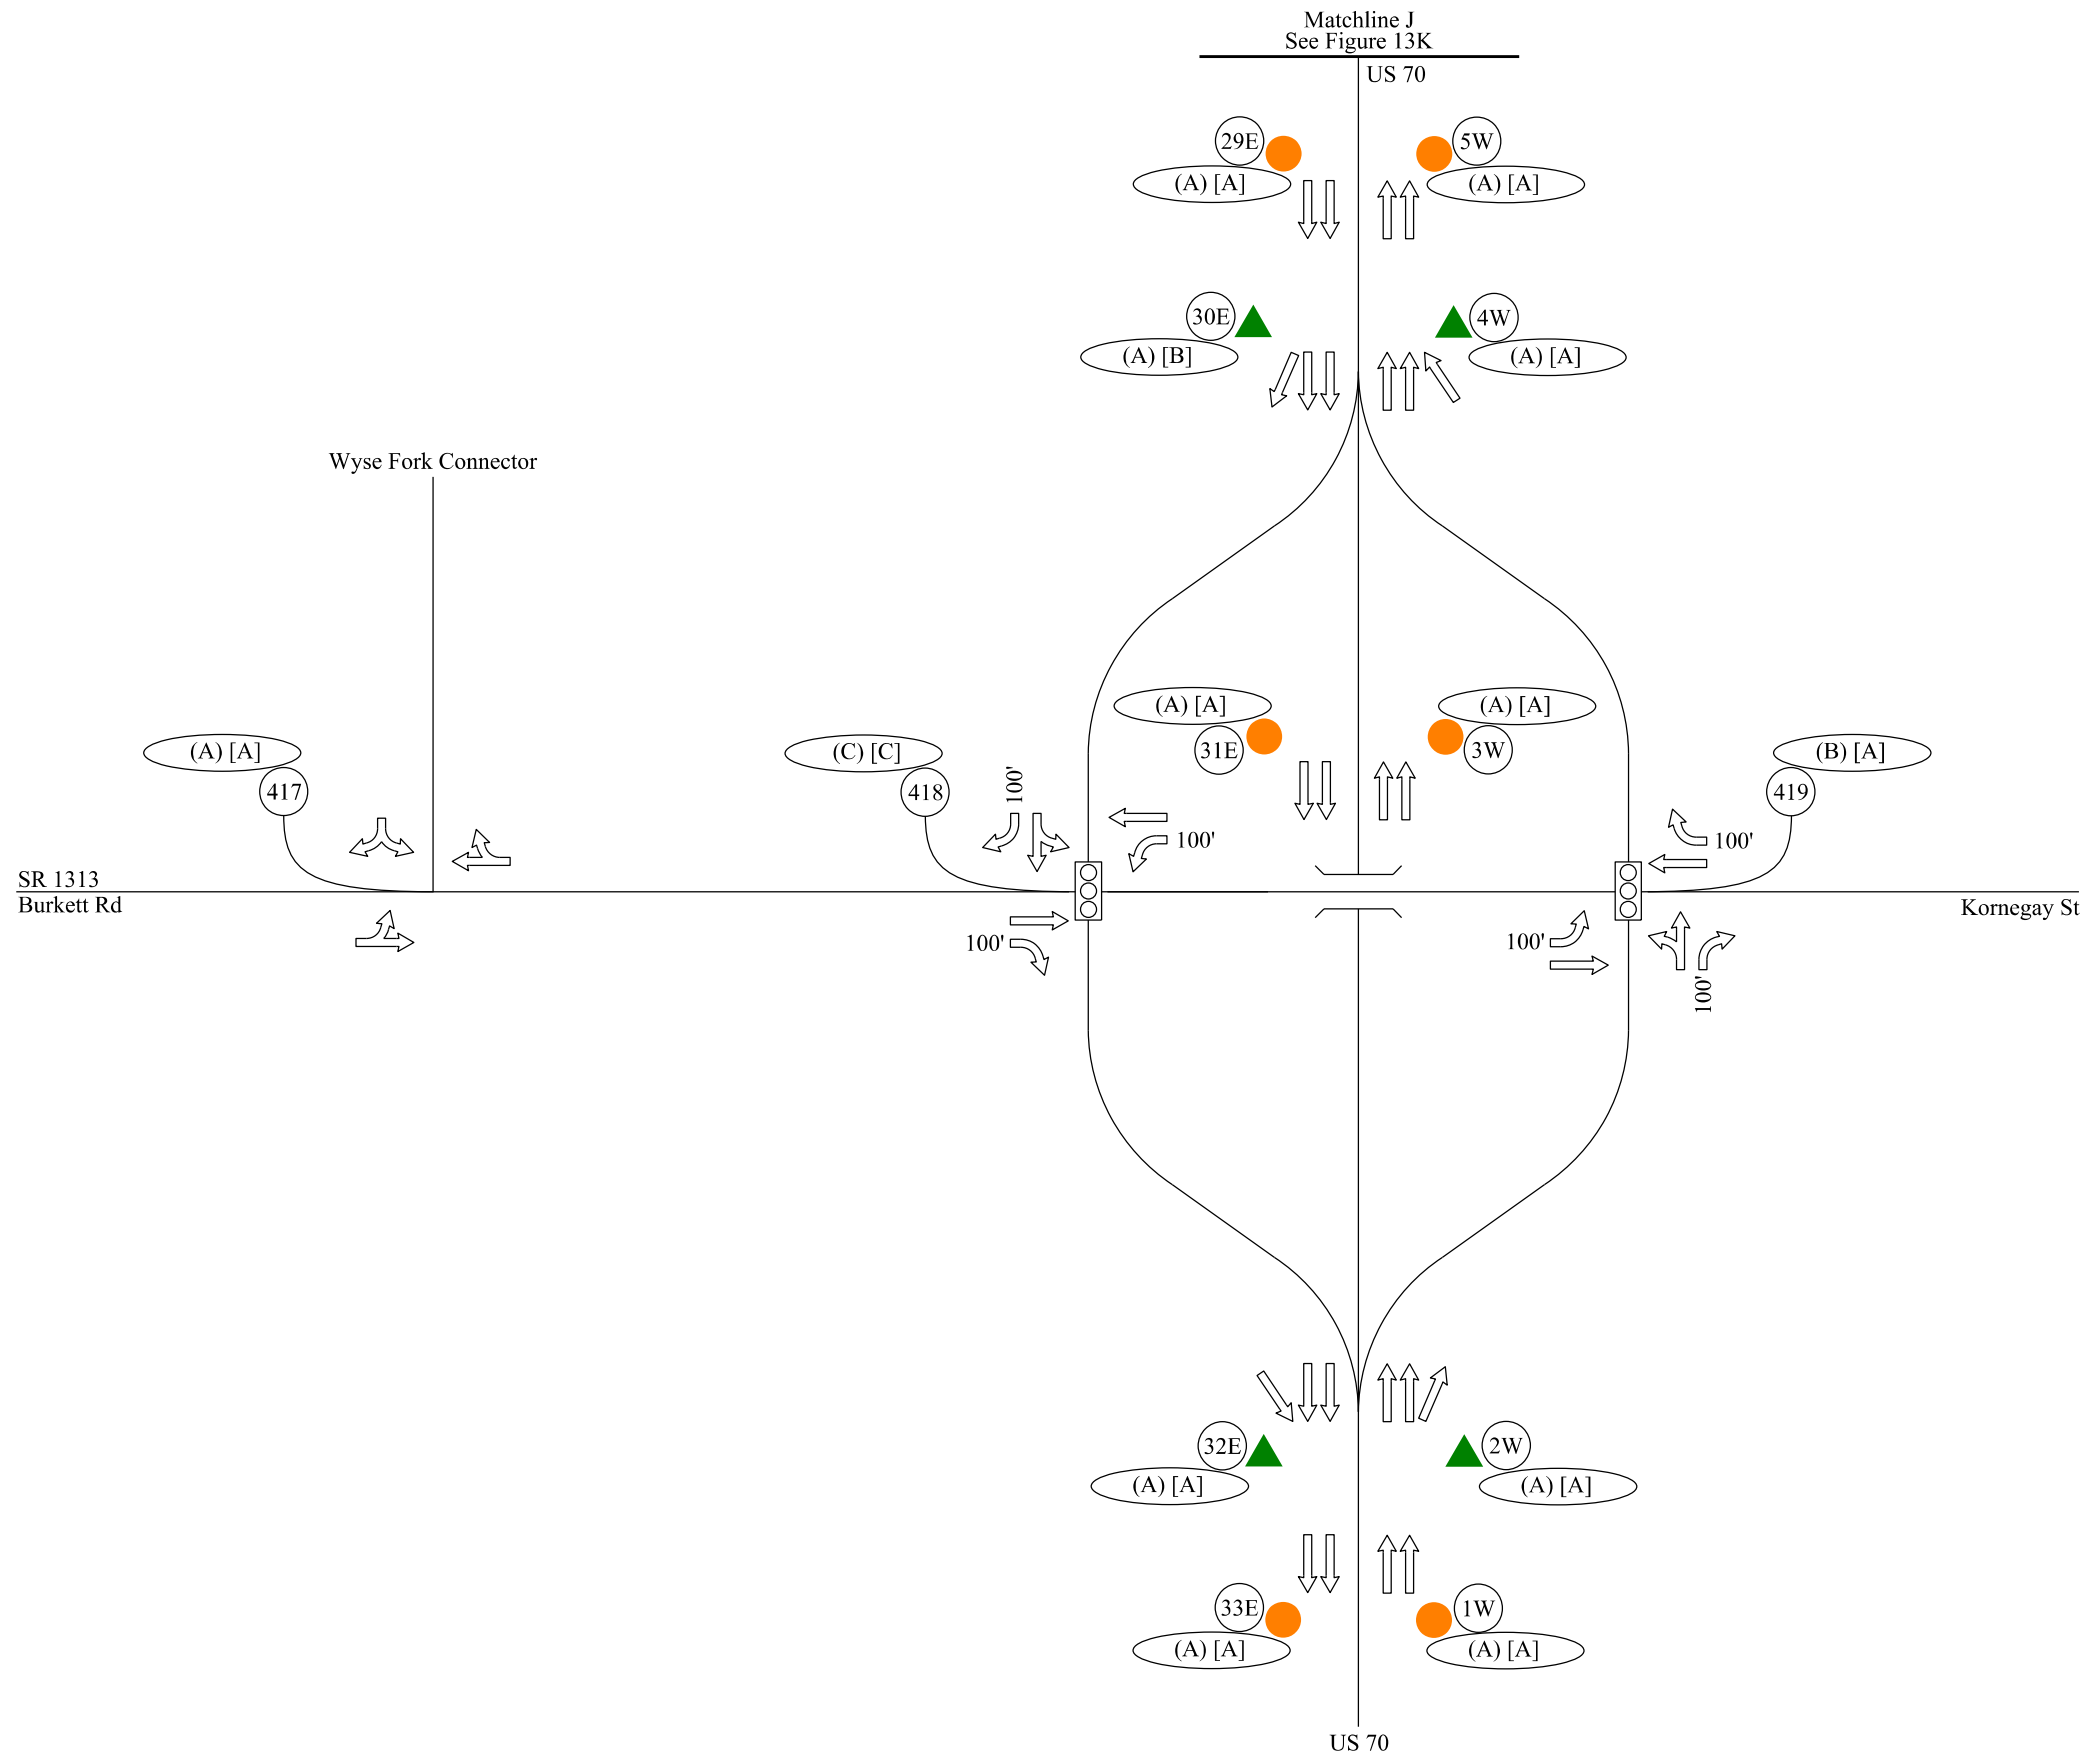 Matchline J
See Figure 13K
US 70
29E
5W
(A) [A]
(A) [A]
30E
4W
(A) [B]
(A) [A]
Wyse Fork Connector
(A) [A]
(A) [A]
31E
3W
(A) [A]
(C) [C]
(B) [A]
417
418
419
100'
100'
100'
SR 1313
Burkett Rd
Kornegay St
100'
100'
100'
32E
2W
(A) [A]
(A) [A]
33E
1W
(A) [A]
(A) [A]
US 70